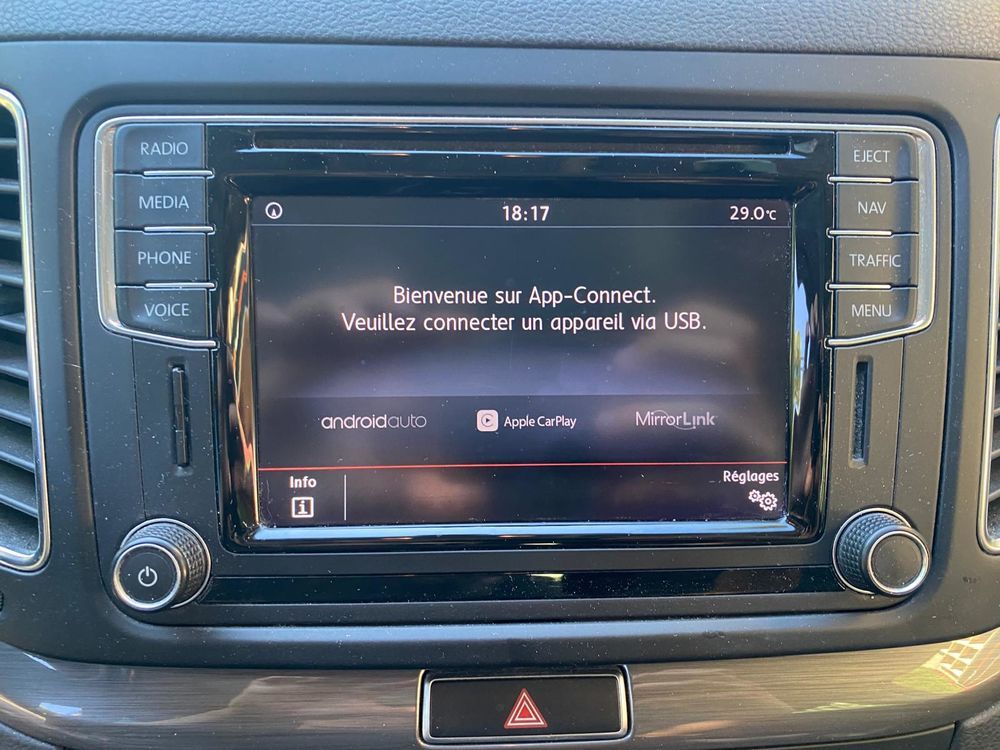 RADIO
MEDIA
PHONE
VOICE
EJECT
NAV
TRAFFIC
MENU
18:17
29.0°C
Bienvenue sur App-Connect.
Veuillez connecter un appareil via USB.
androidauto
Apple CarPlay
MirrorLink
Info
i
Réglages